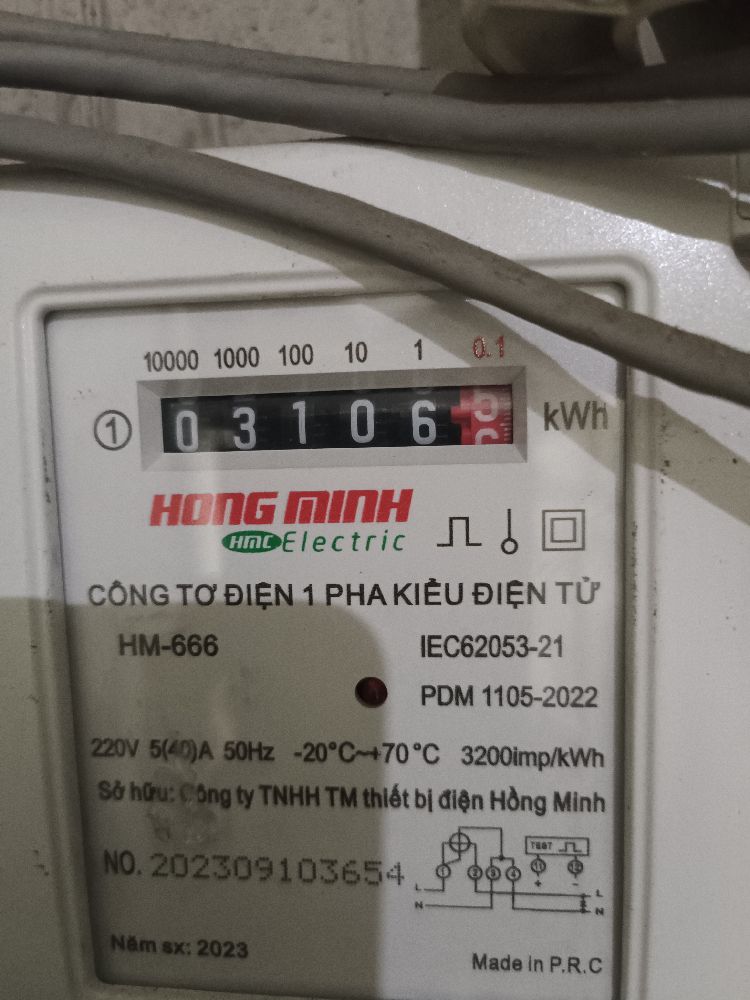 10000 1000 100 10 1 0.1
① 0 3 1 0 6 kWh
HONG MINH
HMC Electric
CÔNG TƠ ĐIỆN 1 PHA KIỂU ĐIỆN TỬ
HM-666 IEC62053-21
PDM 1105-2022
220V 5(40)A 50Hz -20°C~+70°C 3200imp/kWh
Sở hữu: Công ty TNHH TM thiết bị điện Hồng Minh
NO. 202309103654
TEST
L L
N N
Năm sx: 2023
Made in P.R.C